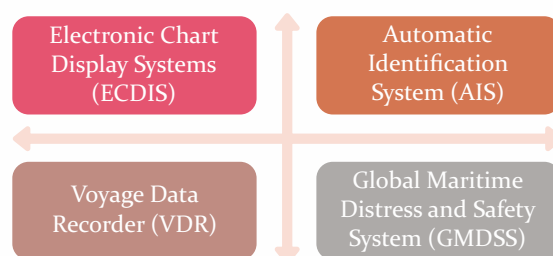 Electronic Chart
Display Systems
(ECDIS)
Automatic
Identification
System (AIS)
Voyage Data
Recorder (VDR)
Global Maritime
Distress and Safety
System (GMDSS)